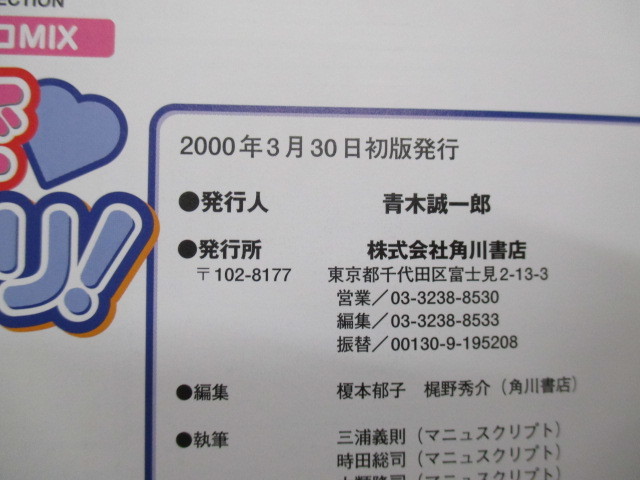 ECTION
MIX
リ!
2000年3月30日初版発行
●発行人 青木誠一郎
●発行所 株式会社角川書店
〒102-8177 東京都千代田区富士見2-13-3
営業/03-3238-8530
編集/03-3238-8533
振替/00130-9-195208
●編集 榎本郁子 梶野秀介(角川書店)
●執筆 三浦義則(マニュスクリプト)
時田総司(マニュスクリプト)